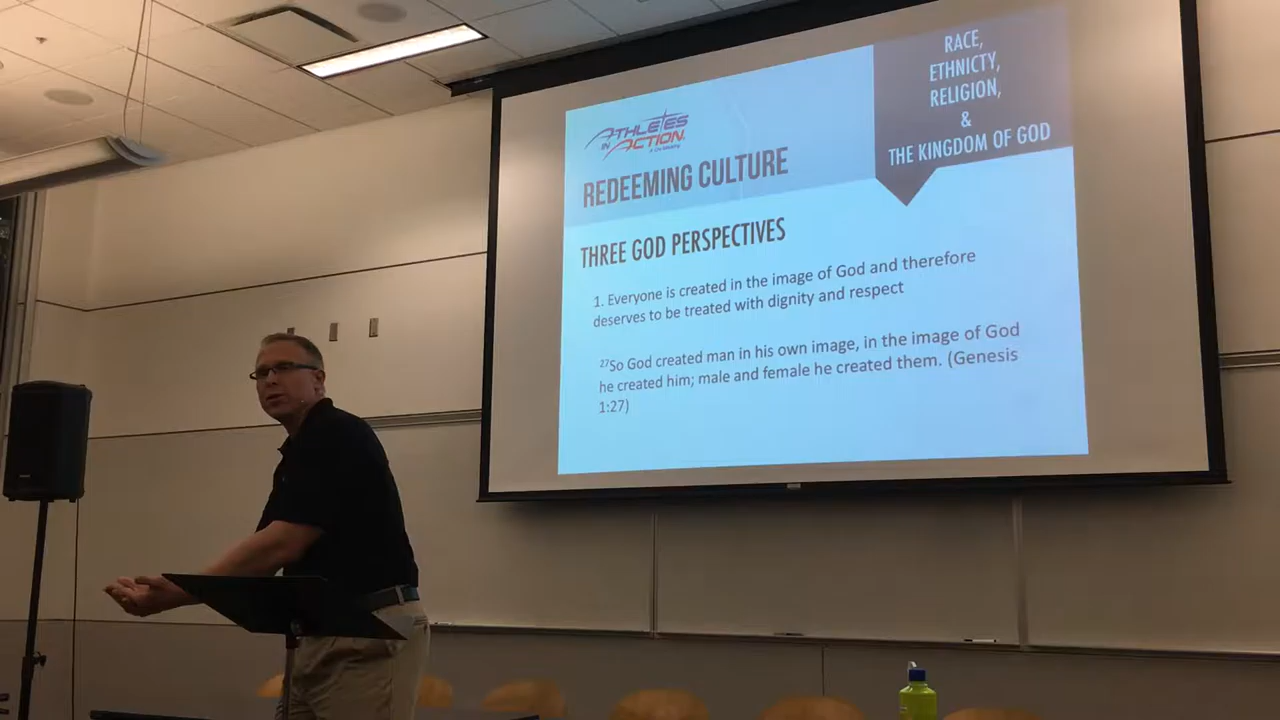 RACE,
ETHNICTY,
RELIGION,
&
THE KINGDOM OF GOD
ATHLETES
IN ACTION
REDEEMING CULTURE
THREE GOD PERSPECTIVES
1. Everyone is created in the image of God and therefore
deserves to be treated with dignity and respect
27So God created man in his own image, in the image of God
he created him; male and female he created them. (Genesis
1:27)